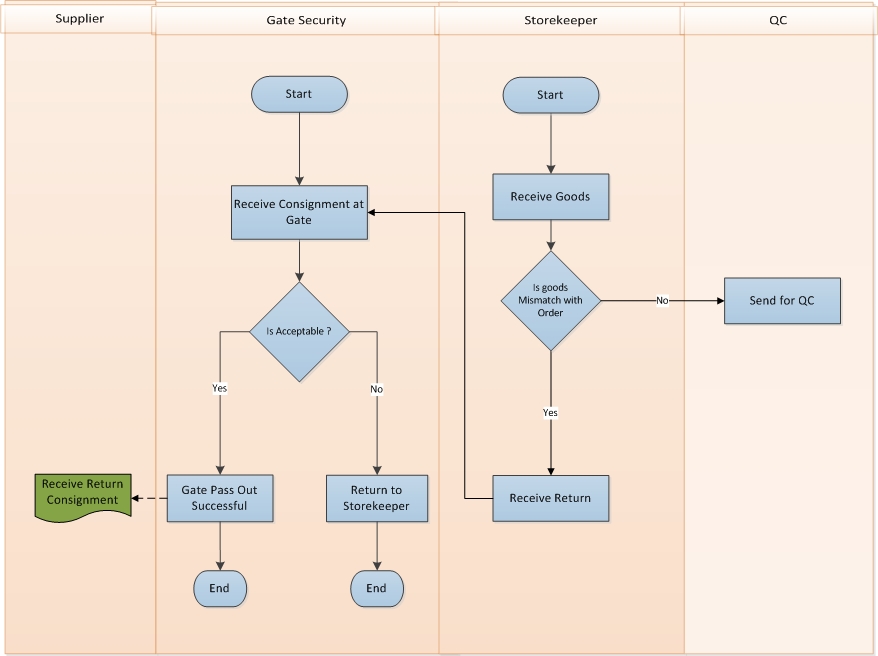 Supplier
Gate Security
Storekeeper
QC
Start
Start
Receive Consignment at
Gate
Receive Goods
Is goods
Mismatch with
Order
No
Send for QC
Is Acceptable ?
Yes
No
Yes
Receive Return
Consignment
Gate Pass Out
Successful
Return to
Storekeeper
Receive Return
End
End